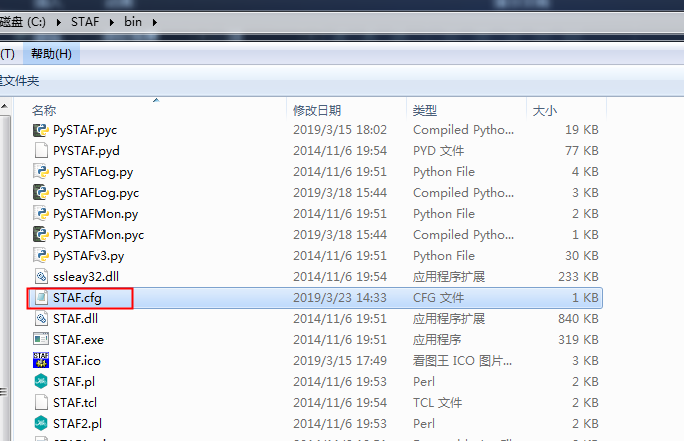 磁盘 (C:) ▸ STAF ▸ bin ▸
(T) 帮助(H)
文件夹
名称 修改日期 类型 大小
PySTAF.pyc 2019/3/15 18:02 Compiled Pytho... 19 KB
PYSTAF.pyd 2014/11/6 19:54 PYD 文件 77 KB
PySTAFLog.py 2014/11/6 19:51 Python File 4 KB
PySTAFLog.pyc 2019/3/18 15:44 Compiled Pytho... 3 KB
PySTAFMon.py 2014/11/6 19:51 Python File 2 KB
PySTAFMon.pyc 2019/3/18 15:44 Compiled Pytho... 1 KB
PySTAFv3.py 2014/11/6 19:51 Python File 30 KB
ssleay32.dll 2014/11/6 19:54 应用程序扩展 233 KB
STAF.cfg 2019/3/23 14:33 CFG 文件 1 KB
STAF.dll 2014/11/6 19:51 应用程序扩展 840 KB
STAF.exe 2014/11/6 19:51 应用程序 319 KB
STAF.ico 2019/3/15 17:49 看图王 ICO 图片... 3 KB
STAF.pl 2014/11/6 19:53 Perl 2 KB
STAF.tcl 2014/11/6 19:54 TCL 文件 2 KB
STAF2.pl 2014/11/6 19:53 Perl 2 KB